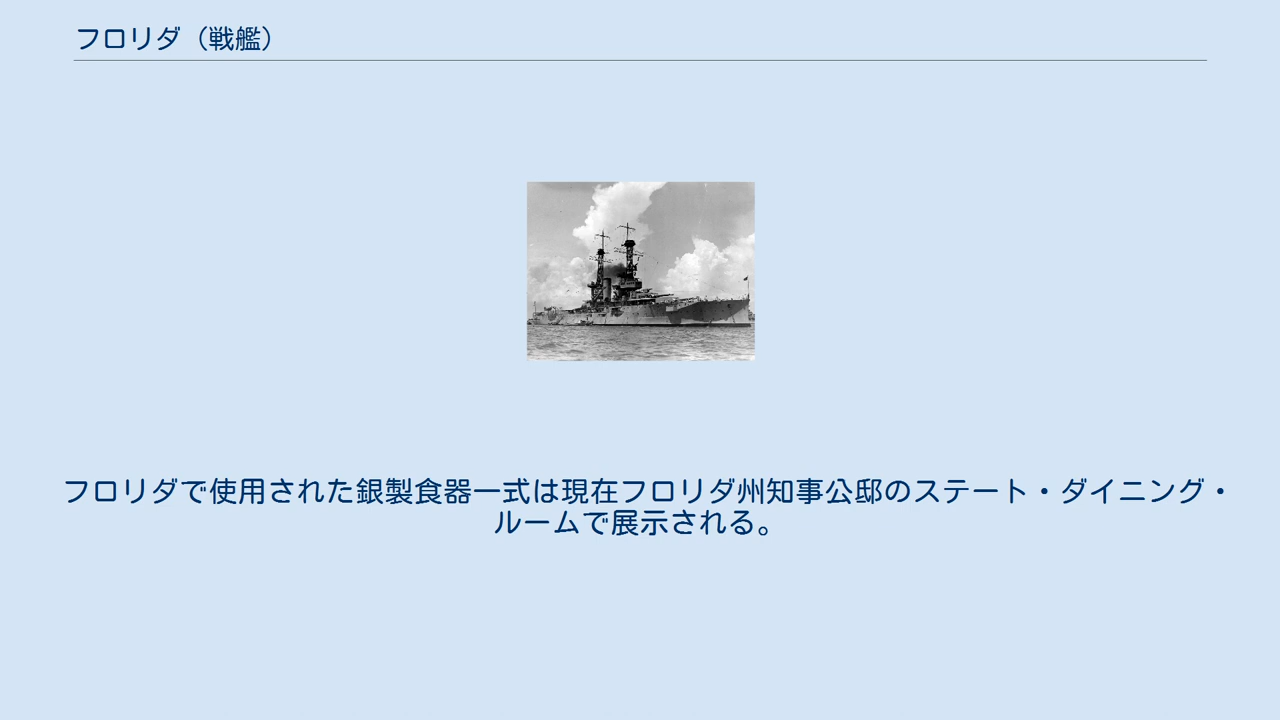 フロリダ（戦艦）
フロリダで使用された銀製食器一式は現在フロリダ州知事公邸のステート・ダイニング・
ルームで展示される。